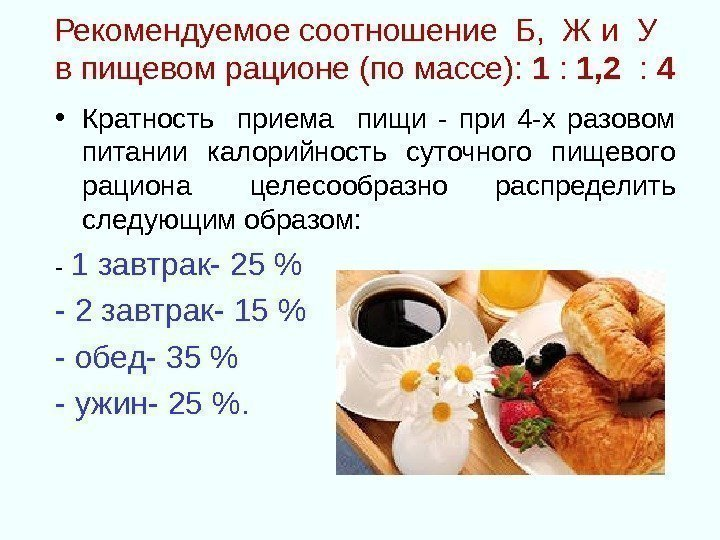 Рекомендуемое соотношение Б, Ж и У
в пищевом рационе (по массе): 1 : 1,2 : 4
• Кратность приема пищи - при 4-х разовом
питании калорийность суточного пищевого
рациона целесообразно распределить
следующим образом:
- 1 завтрак- 25 %
- 2 завтрак- 15 %
- обед- 35 %
- ужин- 25 %.